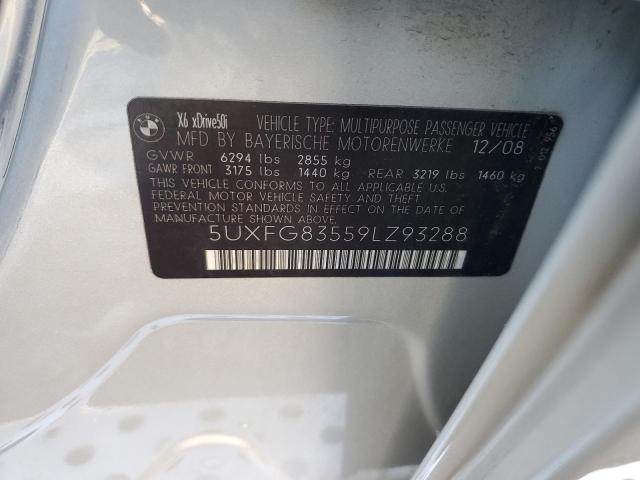 BMW
X6 xDrive50i
VEHICLE TYPE: MULTIPURPOSE PASSENGER VEHICLE
MFD BY BAYERISCHE MOTORENWERKE 12/08
GVWR 6294 lbs 2855 kg
GAWR FRONT 3175 lbs 1440 kg REAR 3219 lbs 1460 kg
THIS VEHICLE CONFORMS TO ALL APPLICABLE U.S.
FEDERAL MOTOR VEHICLE SAFETY AND THEFT
PREVENTION STANDARDS IN EFFECT ON THE DATE OF
MANUFACTURE SHOWN ABOVE.
5UXFG83559LZ93288